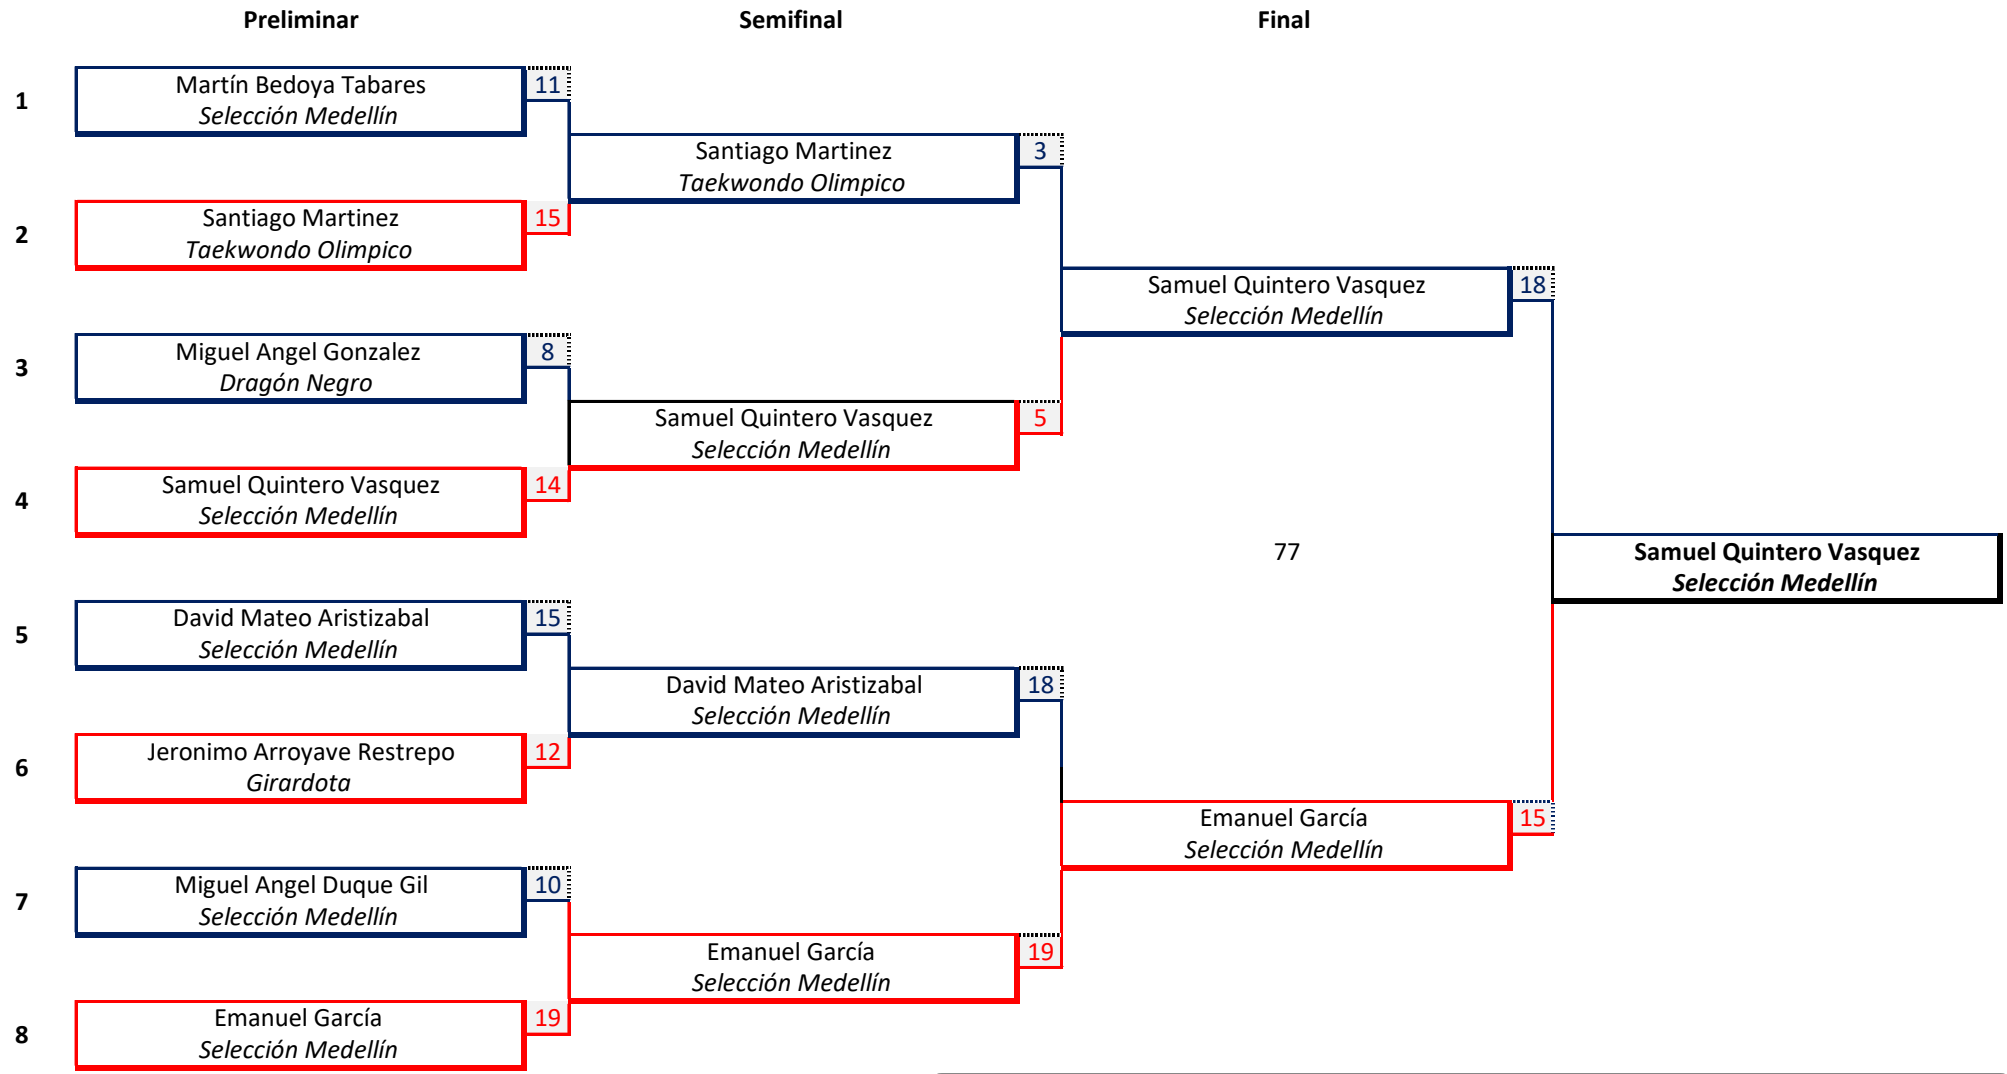 Preliminar
Semifinal
Final
1
Martín Bedoya Tabares
Selección Medellín
11
Santiago Martinez
Taekwondo Olimpico
3
2
Santiago Martinez
Taekwondo Olimpico
15
Samuel Quintero Vasquez
Selección Medellín
18
3
Miguel Angel Gonzalez
Dragón Negro
8
Samuel Quintero Vasquez
Selección Medellín
5
4
Samuel Quintero Vasquez
Selección Medellín
14
77
Samuel Quintero Vasquez
Selección Medellín
5
David Mateo Aristizabal
Selección Medellín
15
David Mateo Aristizabal
Selección Medellín
18
6
Jeronimo Arroyave Restrepo
Girardota
12
Emanuel García
Selección Medellín
15
7
Miguel Angel Duque Gil
Selección Medellín
10
Emanuel García
Selección Medellín
19
8
Emanuel García
Selección Medellín
19